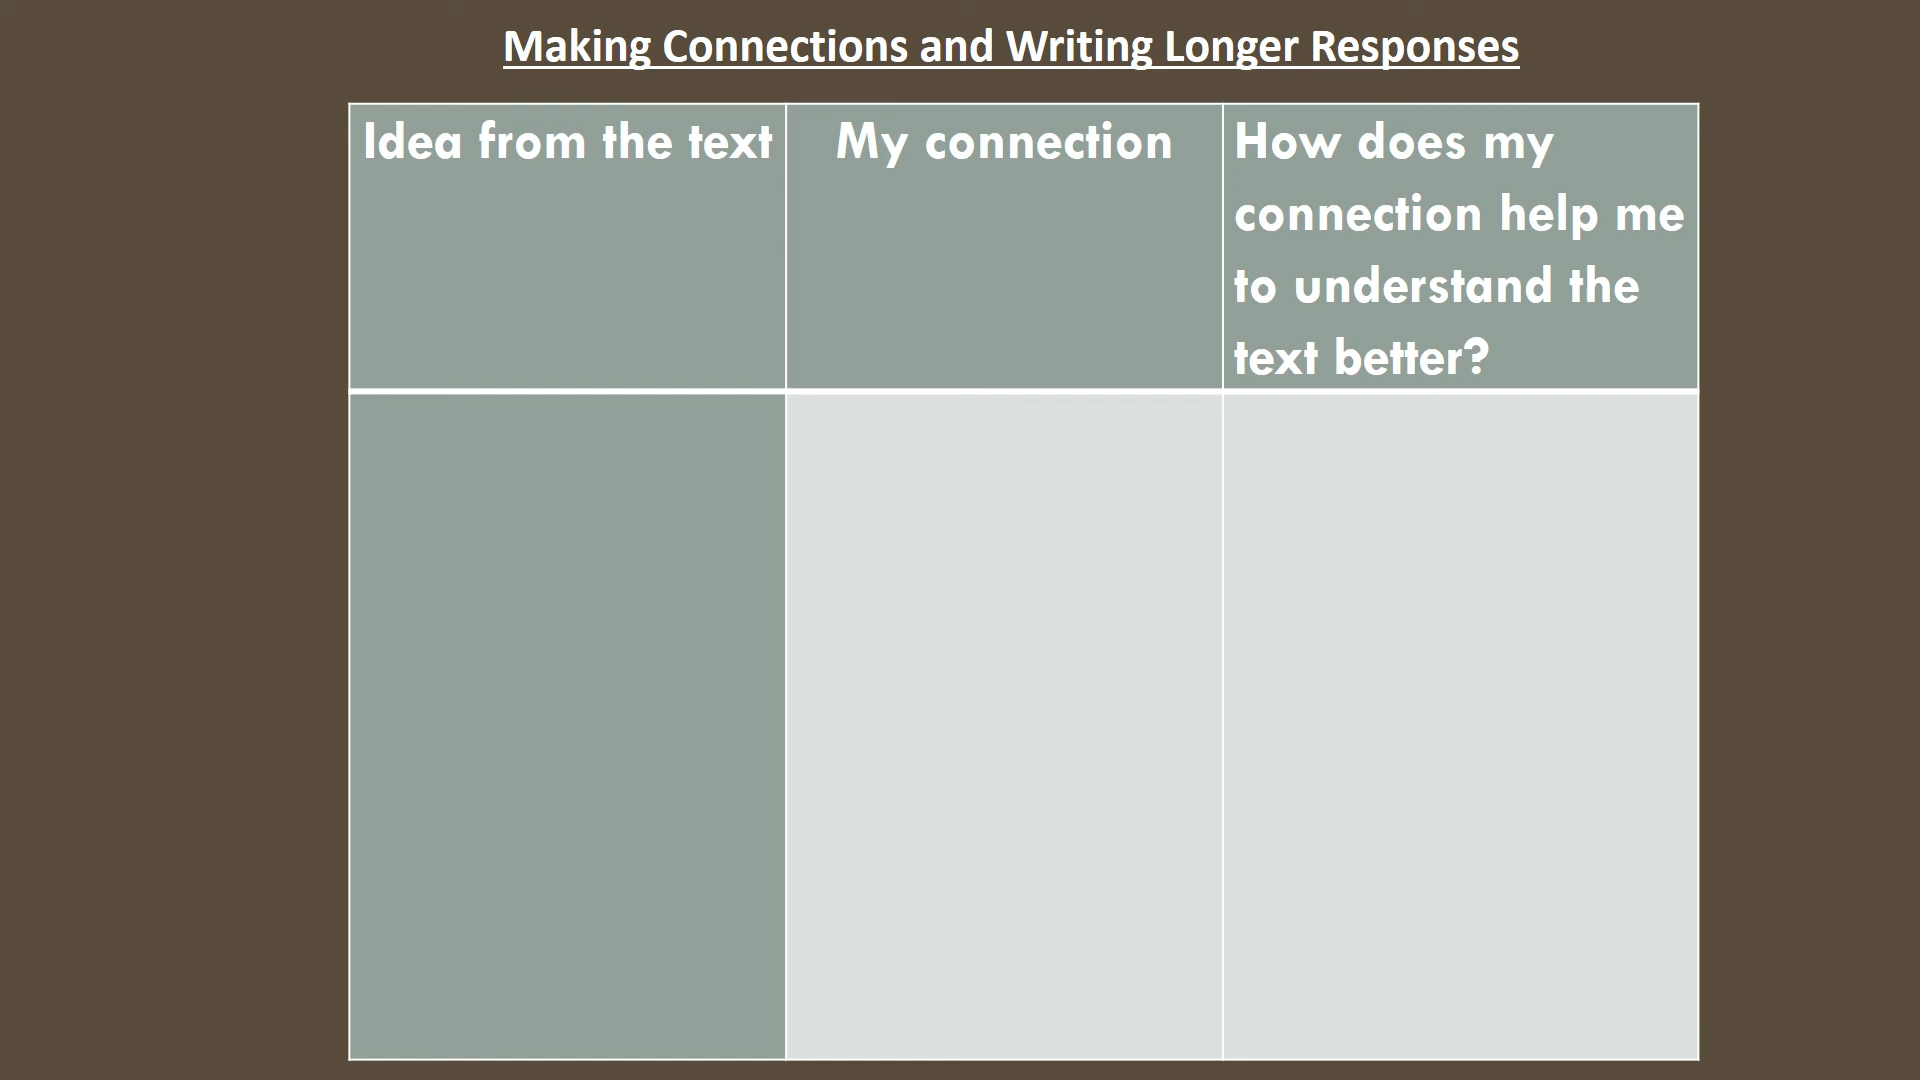 Making Connections and Writing Longer Responses
Idea from the text
My connection
How does my
connection help me
to understand the
text better?